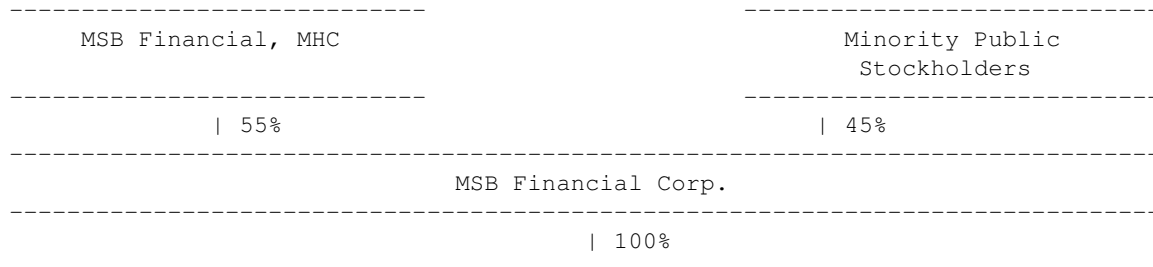 MSB Financial, MHC Minority Public
Stockholders
| 55% | 45%
MSB Financial Corp.
| 100%